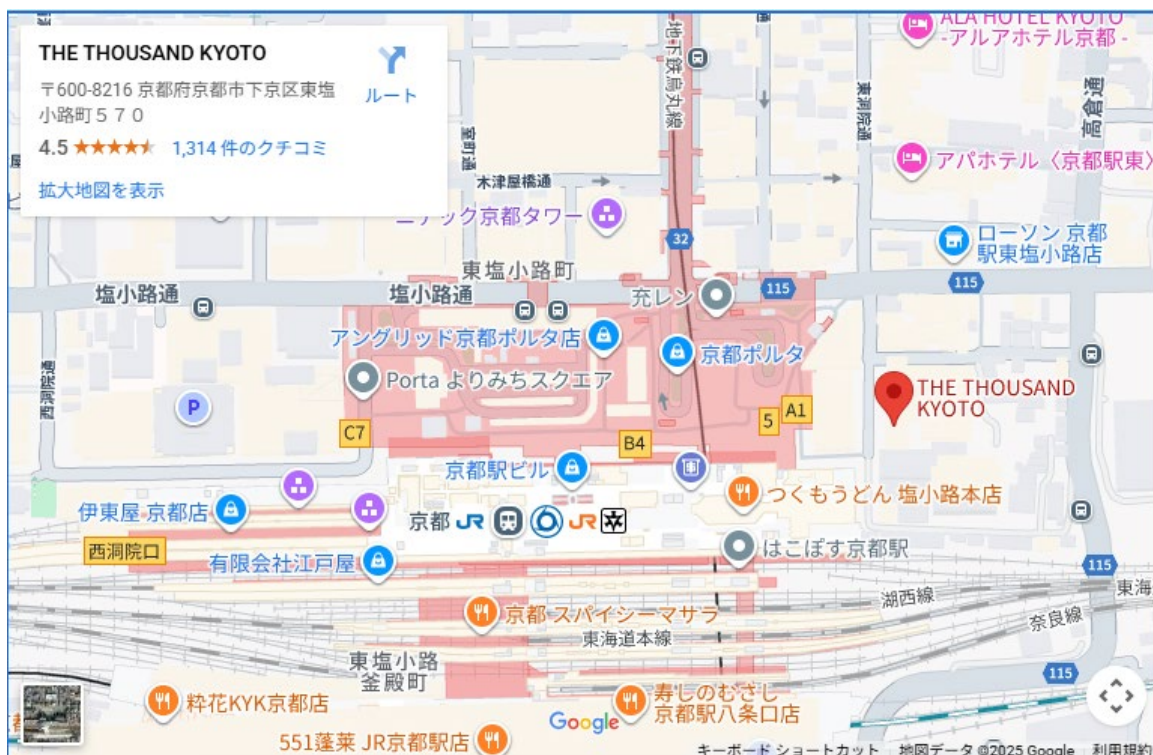 THE THOUSAND KYOTO
〒600-8216 京都府京都市下京区東塩
小路町５７０
4.5
1,314 件のクチコミ
拡大地図を表示
ルート
ALA HOTEL KYOTO
-アルアホテル京都 -
地下鉄烏丸線
東洞院通
高倉通
室町通
木津屋橋通
アパホテル〈京都駅東〉
ニデック京都タワー
32
ローソン 京都
駅東塩小路店
東塩小路町
塩小路通
塩小路通
充レン
115
115
アングリッド京都ポルタ店
京都ポルタ
西洞院通
Porta よりみちスクエア
P
THE THOUSAND
KYOTO
C7
B4
5
A1
京都駅ビル
つくもうどん 塩小路本店
伊東屋 京都店
京都
JR
JR
西洞院口
有限会社江戸屋
はこぽす京都駅
115
東海
湖西線
奈良線
京都 スパイシーマサラ
東海道本線
東塩小路
釜殿町
115
粋花KYK京都店
寿しのむさし
京都駅八条口店
Google
551蓬莱 JR京都駅店
キーボード ショートカット
地図データ ©2025 Google
利用規約